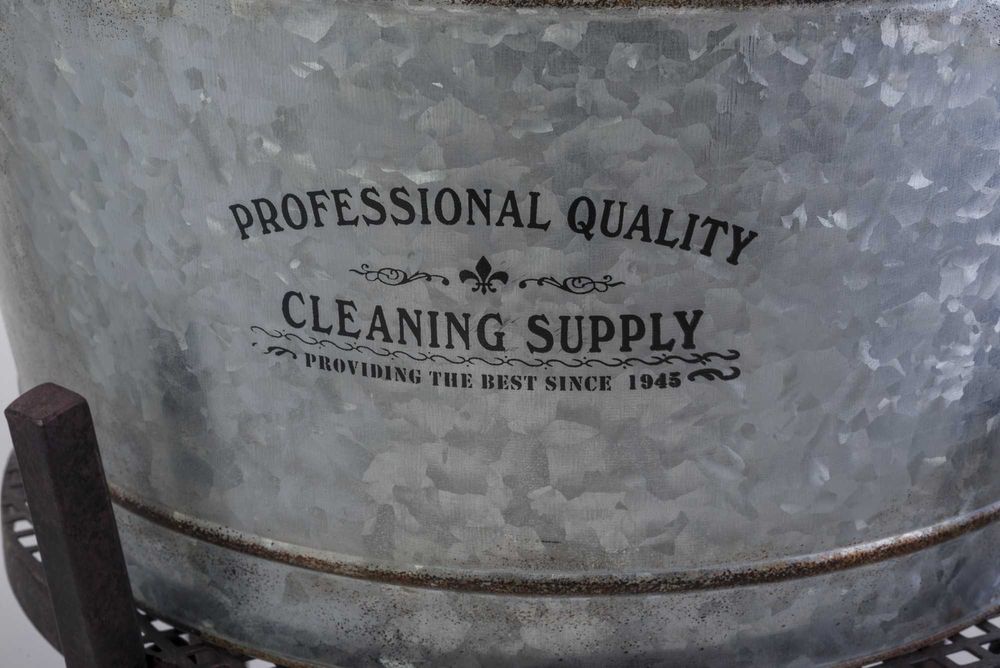 PROFESSIONAL QUALITY
CLEANING SUPPLY
PROVIDING THE BEST SINCE 1945